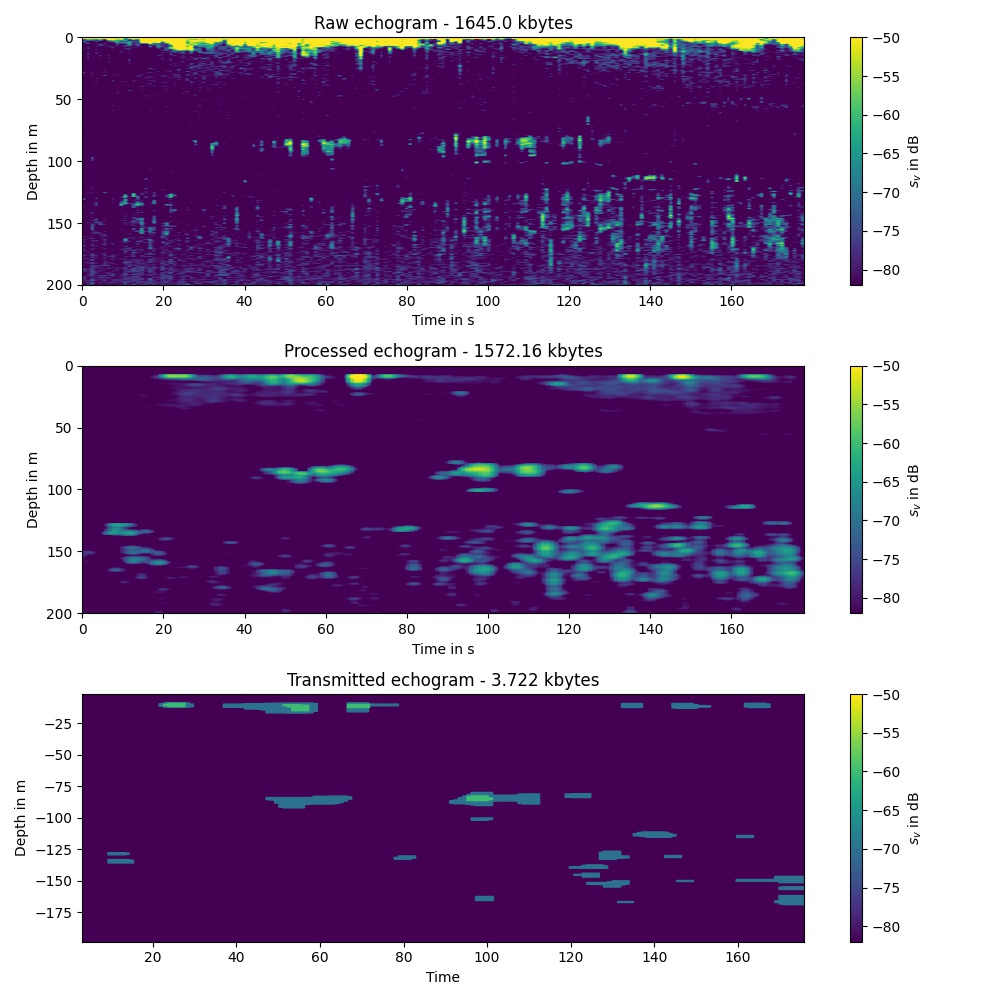 Raw echogram - 1645.0 kbytes
0
50
100
150
200
Depth in m
0 20 40 60 80 100 120 140 160
Time in s
−50
−55
−60
−65
−70
−75
−80
s_v in dB
Processed echogram - 1572.16 kbytes
0
50
100
150
200
Depth in m
0 20 40 60 80 100 120 140 160
Time in s
−50
−55
−60
−65
−70
−75
−80
s_v in dB
Transmitted echogram - 3.722 kbytes
−25
−50
−75
−100
−125
−150
−175
Depth in m
20 40 60 80 100 120 140 160
Time
−50
−55
−60
−65
−70
−75
−80
s_v in dB